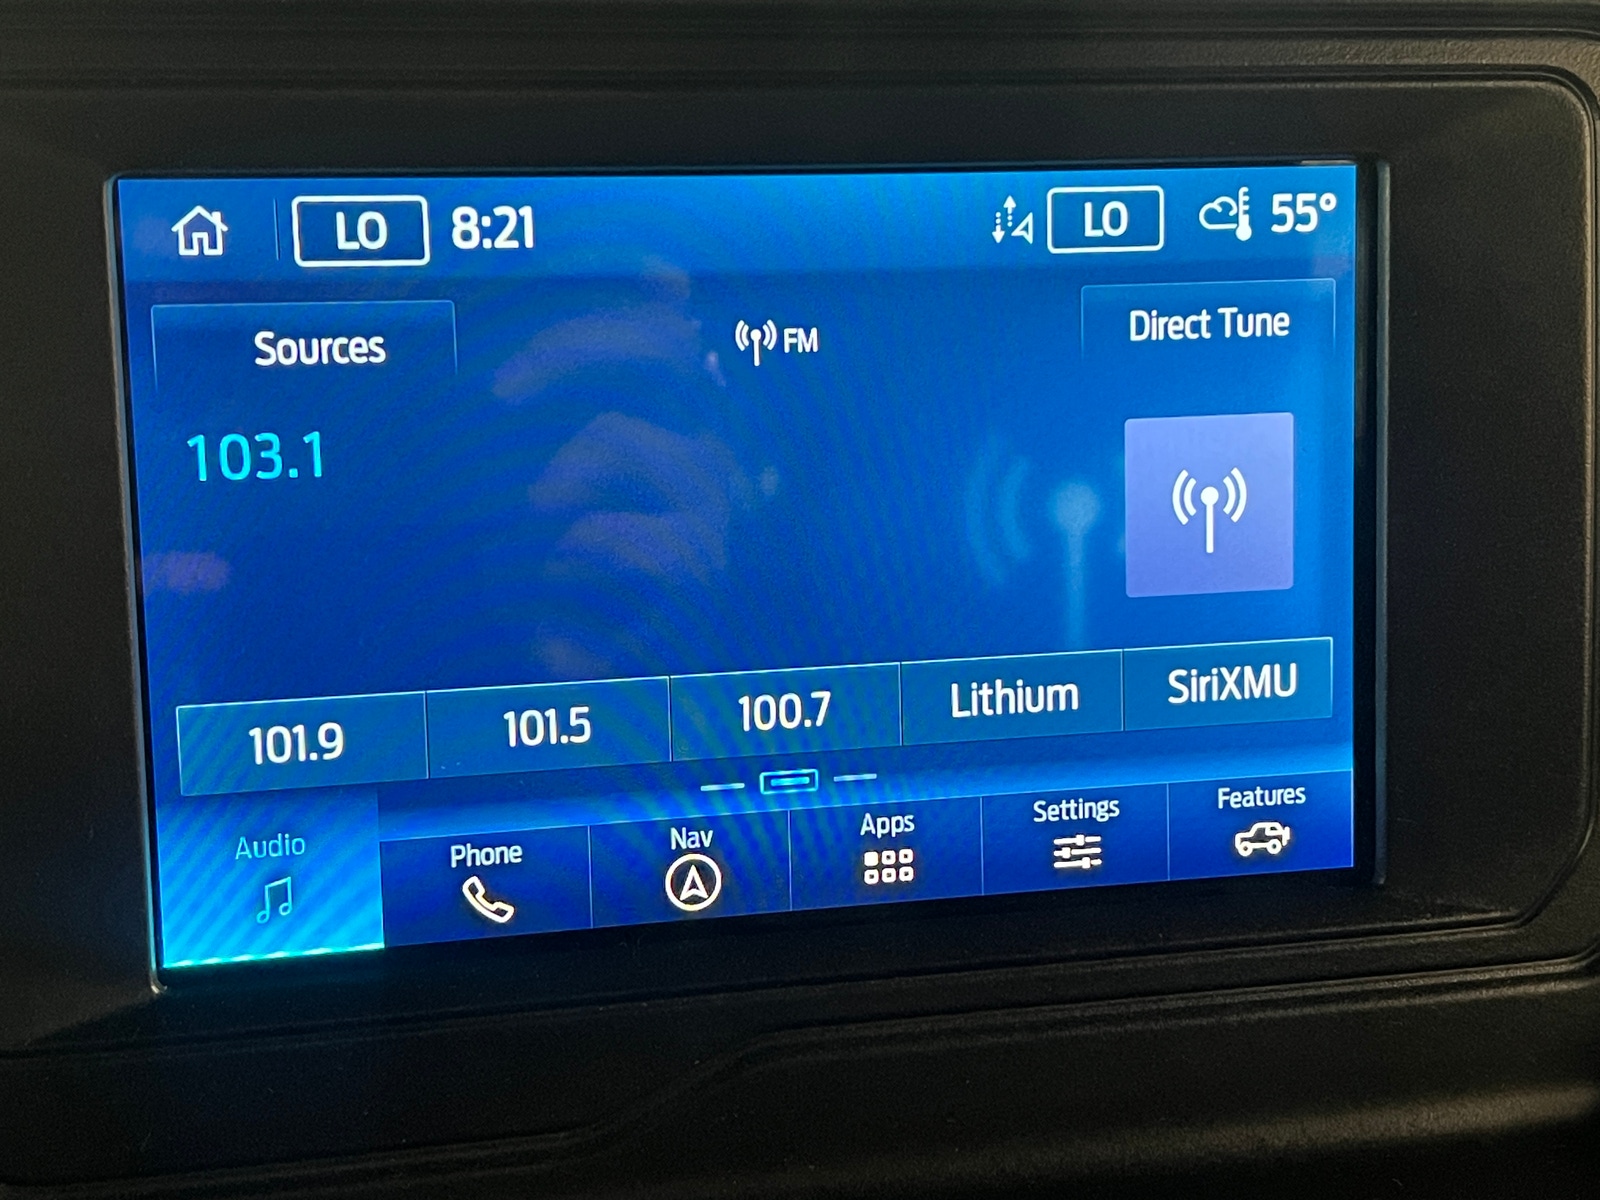 LO 8:21 LO 55°
Sources FM Direct Tune
103.1
101.9 101.5 100.7 Lithium SiriXMU
Audio Phone Nav Apps Settings Features